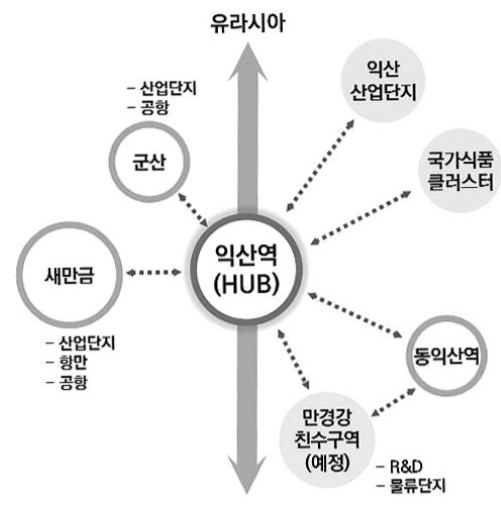 유라시아
익산
산업단지
- 산업단지
- 공항
군산
국가식품
클러스터
익산역
(HUB)
새만금
- 산업단지
- 항만
- 공항
동익산역
만경강
친수구역
(예정)
- R&D
- 물류단지